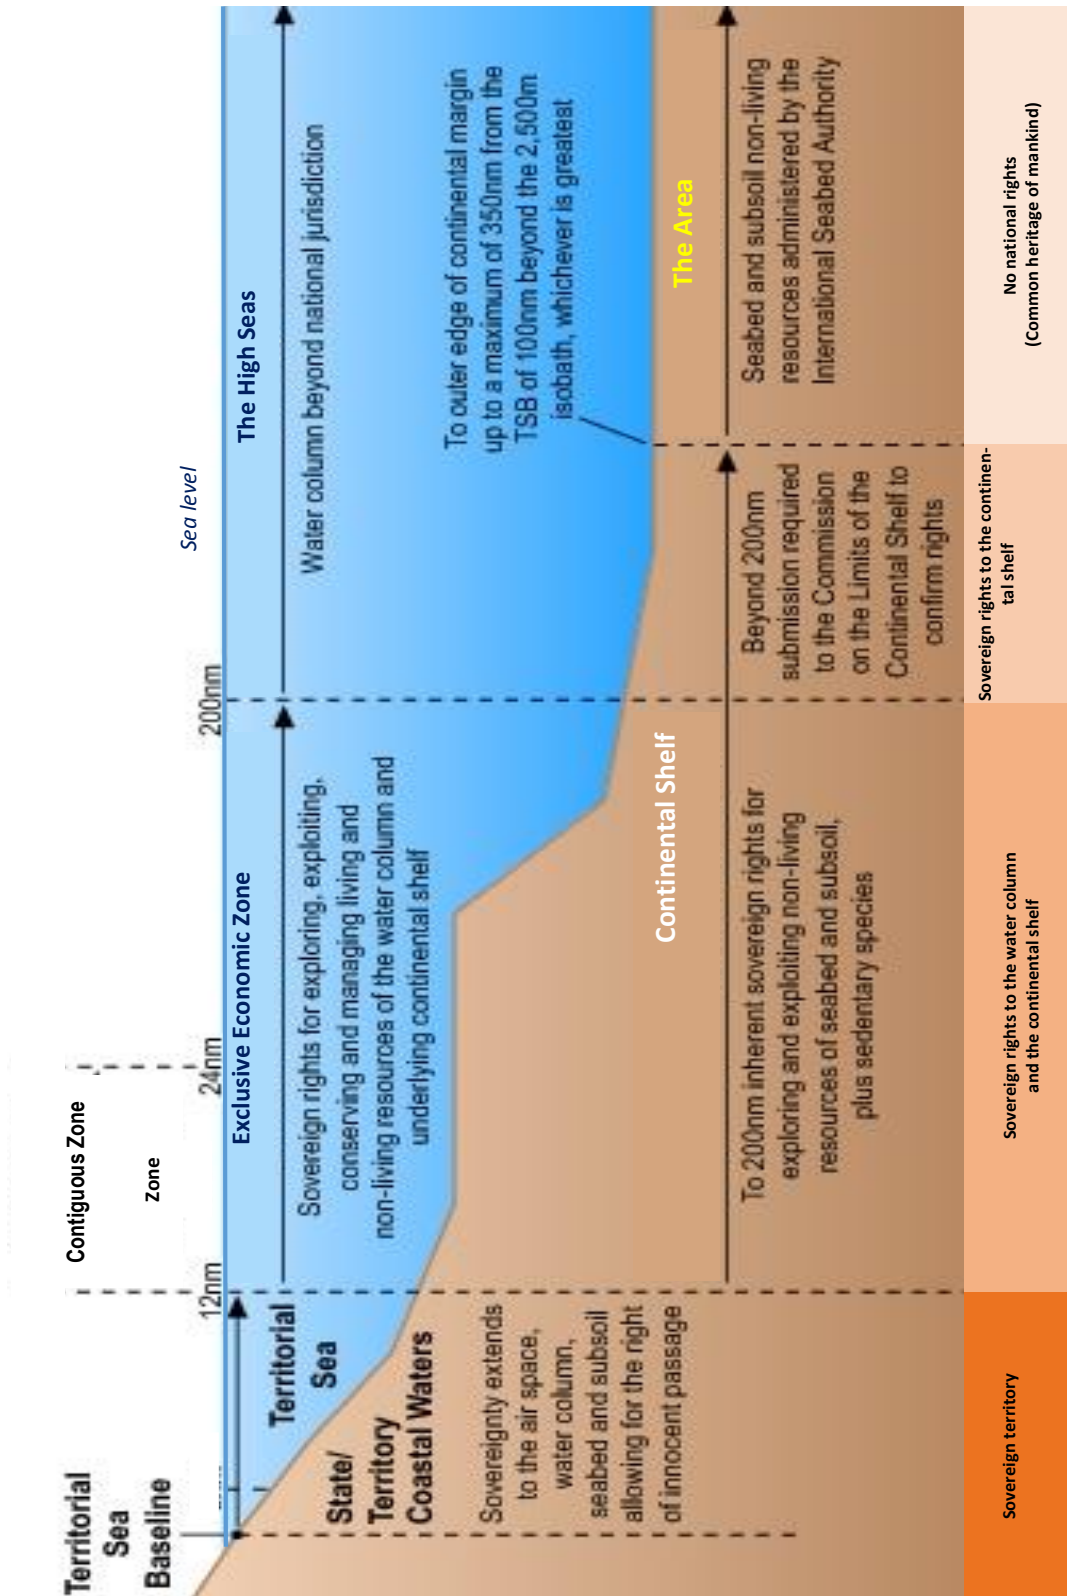 Territorial
Sea
Baseline
Contiguous Zone
Zone
12nm
24nm
200nm
Sea level
Territorial
Sea
Exclusive Economic Zone
The High Seas
Sovereign rights for exploring, exploiting,
conserving and managing living and
non-living resources of the water column and
underlying continental shelf
Water column beyond national jurisdiction
State/
Territory
Coastal Waters
Sovereignty extends
to the air space,
water column,
seabed and subsoil
allowing for the right
of innocent passage
To outer edge of continental margin
up to a maximum of 350nm from the
TSB of 100nm beyond the 2,500m
isobath, whichever is greatest
Continental Shelf
The Area
To 200nm inherent sovereign rights for
exploring and exploiting non-living
resources of seabed and subsoil,
plus sedentary species
Beyond 200nm
submission required
to the Commission
on the Limits of the
Continental Shelf to
confirm rights
Seabed and subsoil non-living
resources administered by the
International Seabed Authority
Sovereign territory
Sovereign rights to the water column
and the continental shelf
Sovereign rights to the continen-
tal shelf
No national rights
(Common heritage of mankind)